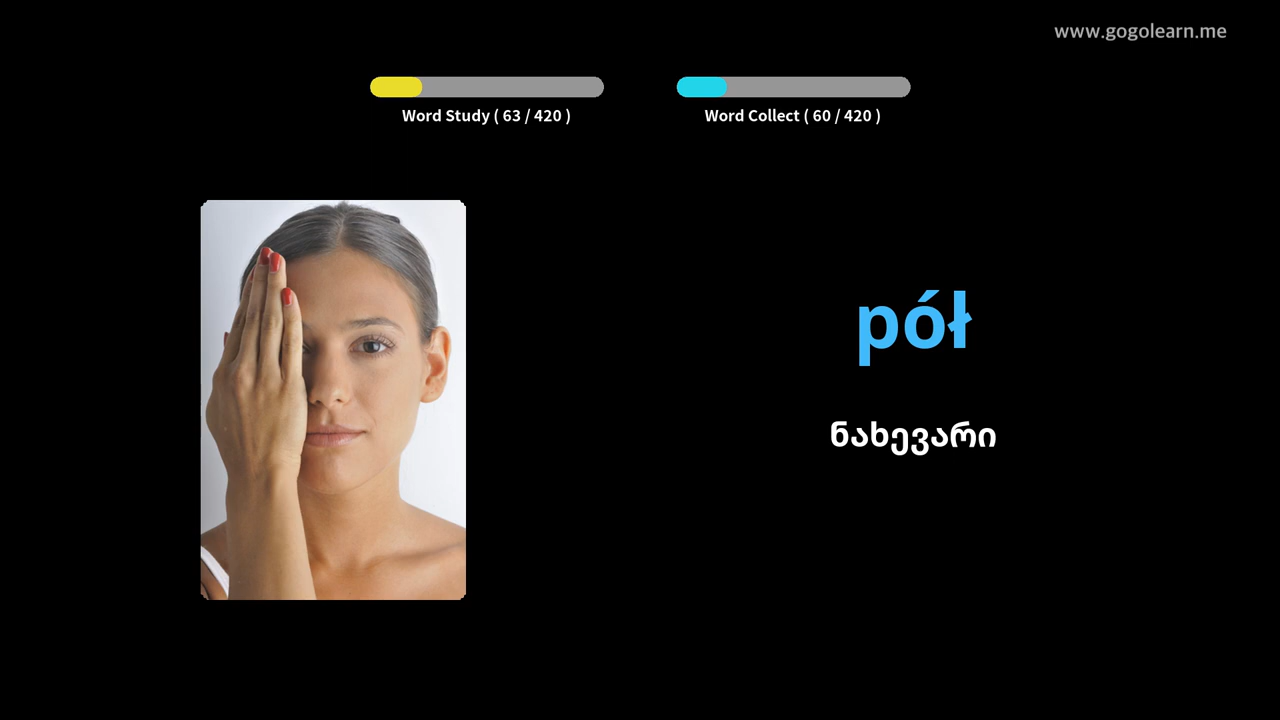 www.gogolearn.me
Word Study ( 63 / 420 )
Word Collect ( 60 / 420 )
pół
ნახევარი